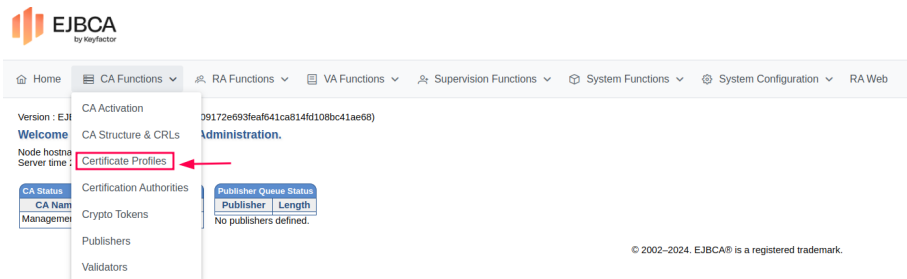 EJBCA
by Keyfactor
Home CA Functions RA Functions VA Functions Supervision Functions System Functions System Configuration RA Web
CA Activation
CA Structure & CRLs
Certificate Profiles
Certification Authorities
Crypto Tokens
Publishers
Validators
Version : EJB 09172e693feaf641ca814fd108bc41ae68)
Welcome Administration.
Node hostna
Server time
CA Status
CA Nam
Managemen
Publisher Queue Status
Publisher Length
No publishers defined.
© 2002–2024. EJBCA® is a registered trademark.